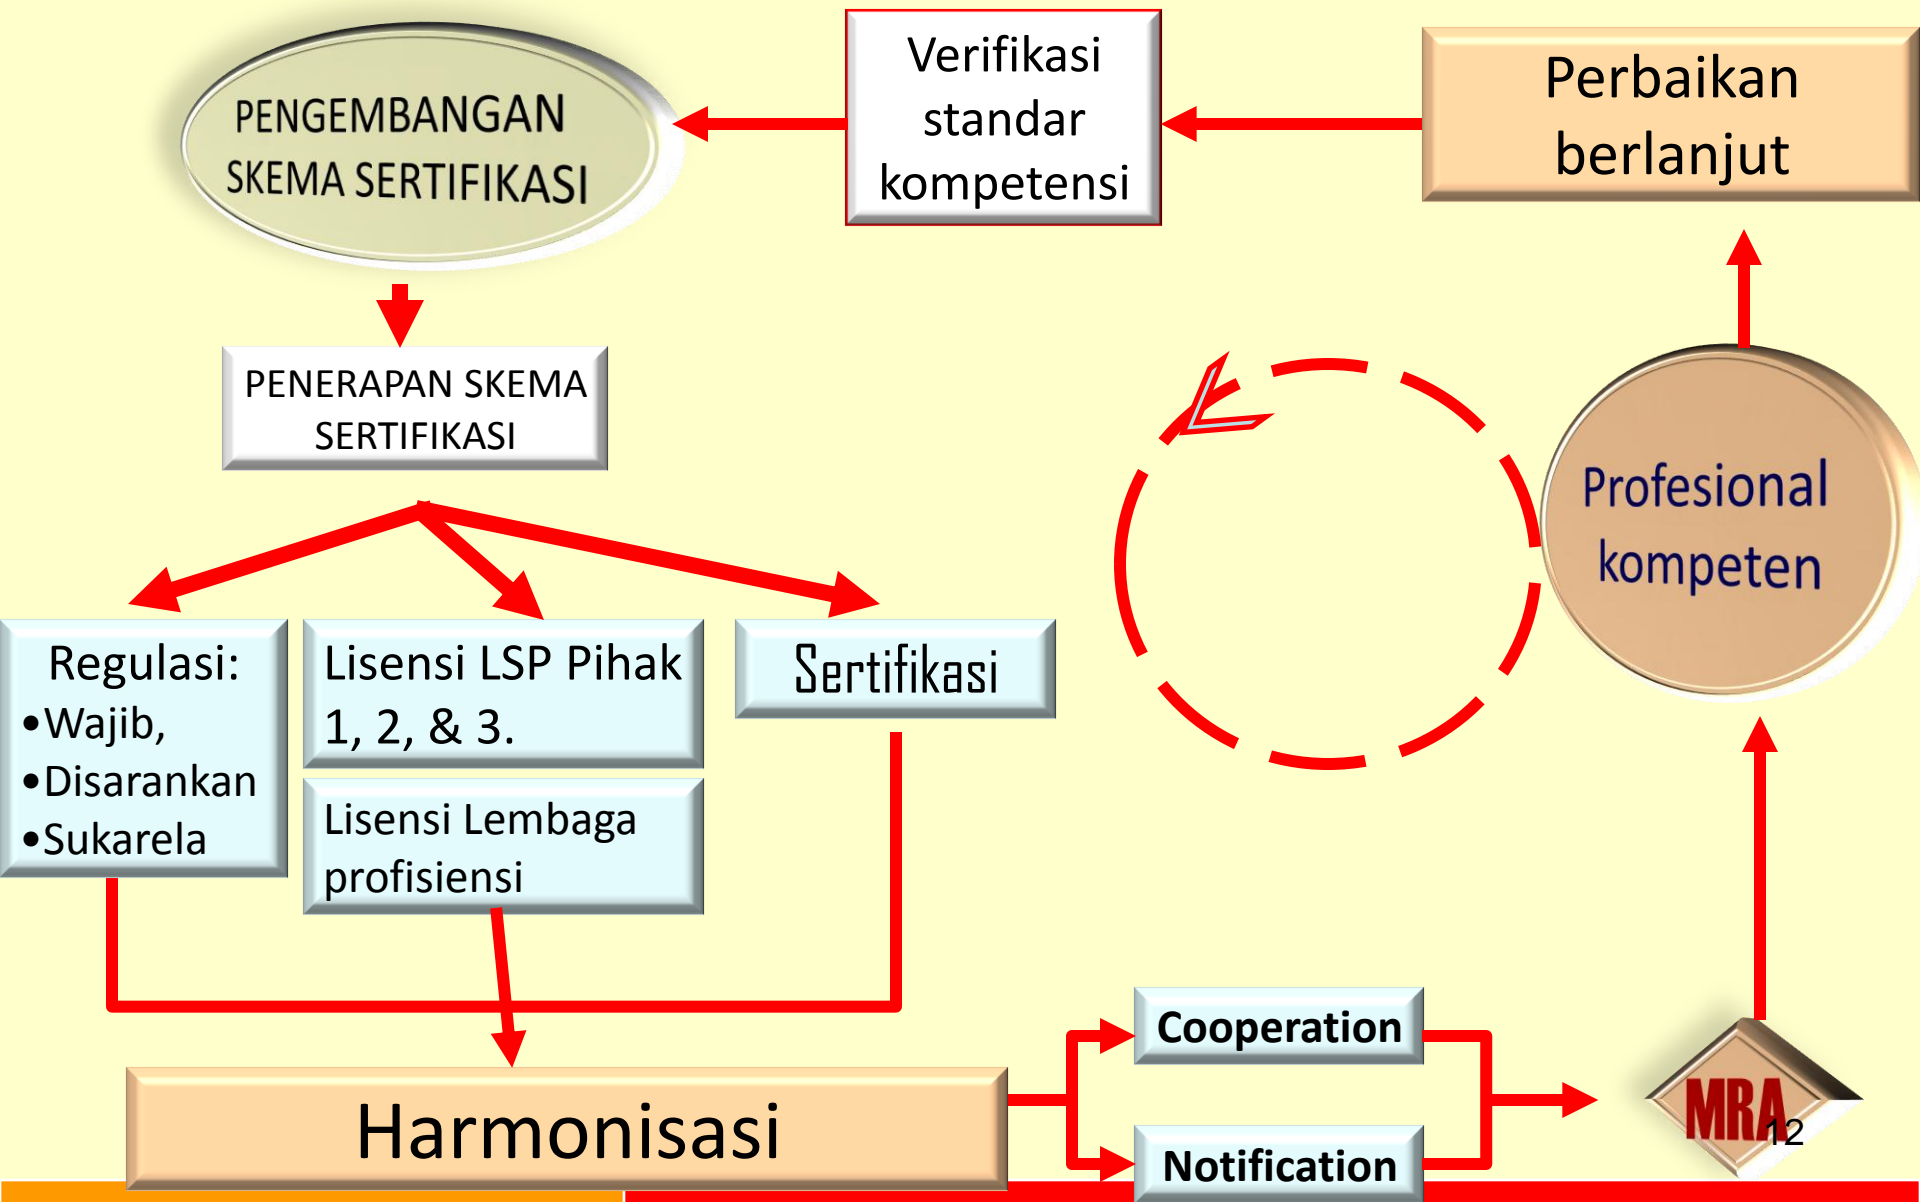 PENGEMBANGAN
SKEMA SERTIFIKASI
Verifikasi
standar
kompetensi
Perbaikan
berlanjut
PENERAPAN SKEMA
SERTIFIKASI
Profesional
kompeten
Regulasi:
•Wajib,
•Disarankan
•Sukarela
Lisensi LSP Pihak
1, 2, & 3.
Lisensi Lembaga
profisiensi
Sertifikasi
Harmonisasi
Cooperation
Notification
MRA
12